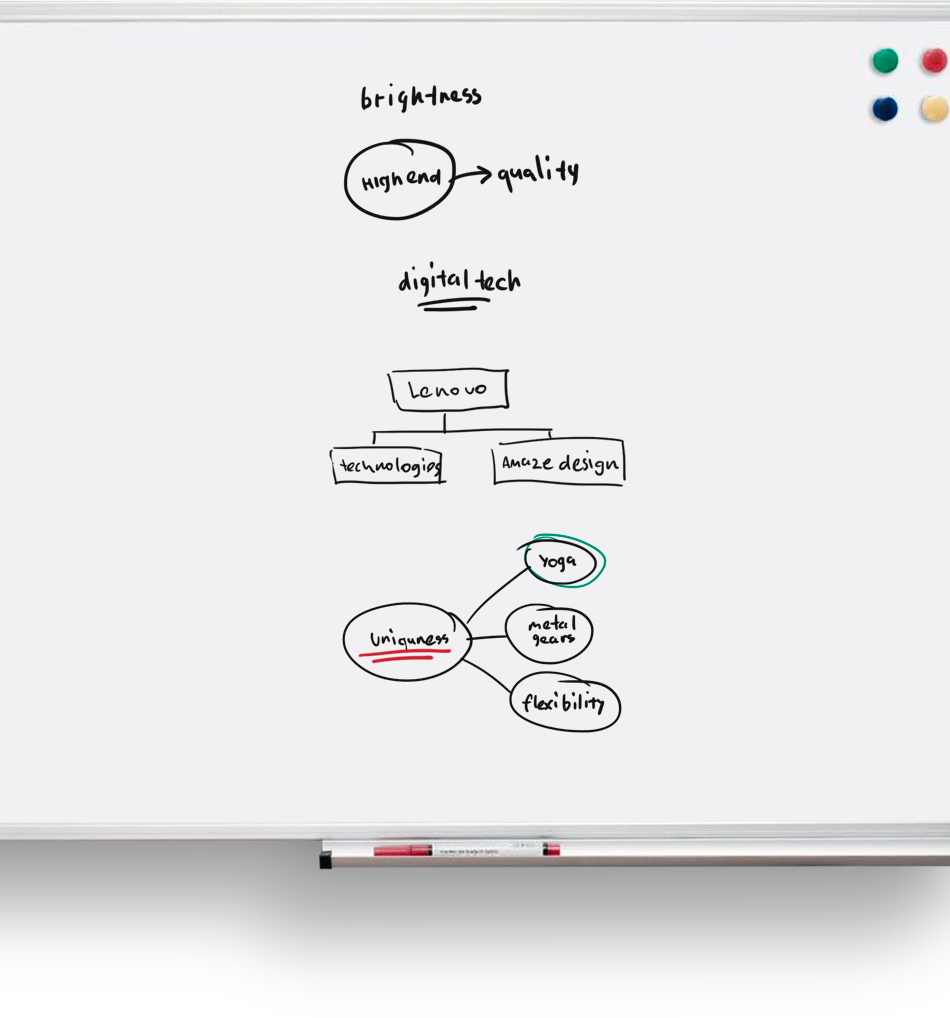 brightness
High end → quality
digital tech
Lenovo
technologies
Amaze design
Yoga
Uniquness
metal
gears
flexibility